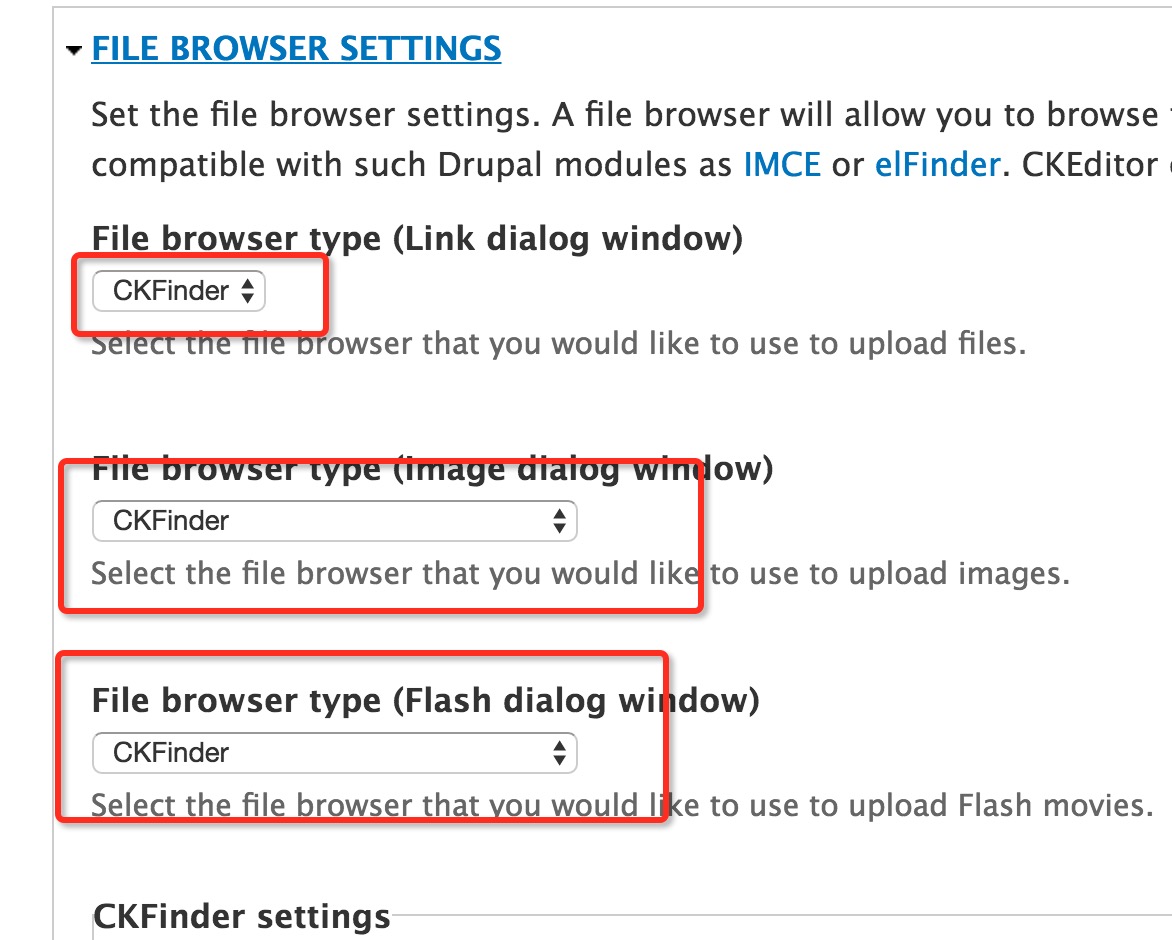 FILE BROWSER SETTINGS
Set the file browser settings. A file browser will allow you to browse
compatible with such Drupal modules as IMCE or elFinder. CKEditor
File browser type (Link dialog window)
CKFinder
Select the file browser that you would like to use to upload files.
File browser type (Image dialog window)
CKFinder
Select the file browser that you would like to use to upload images.
File browser type (Flash dialog window)
CKFinder
Select the file browser that you would like to use to upload Flash movies.
CKFinder settings